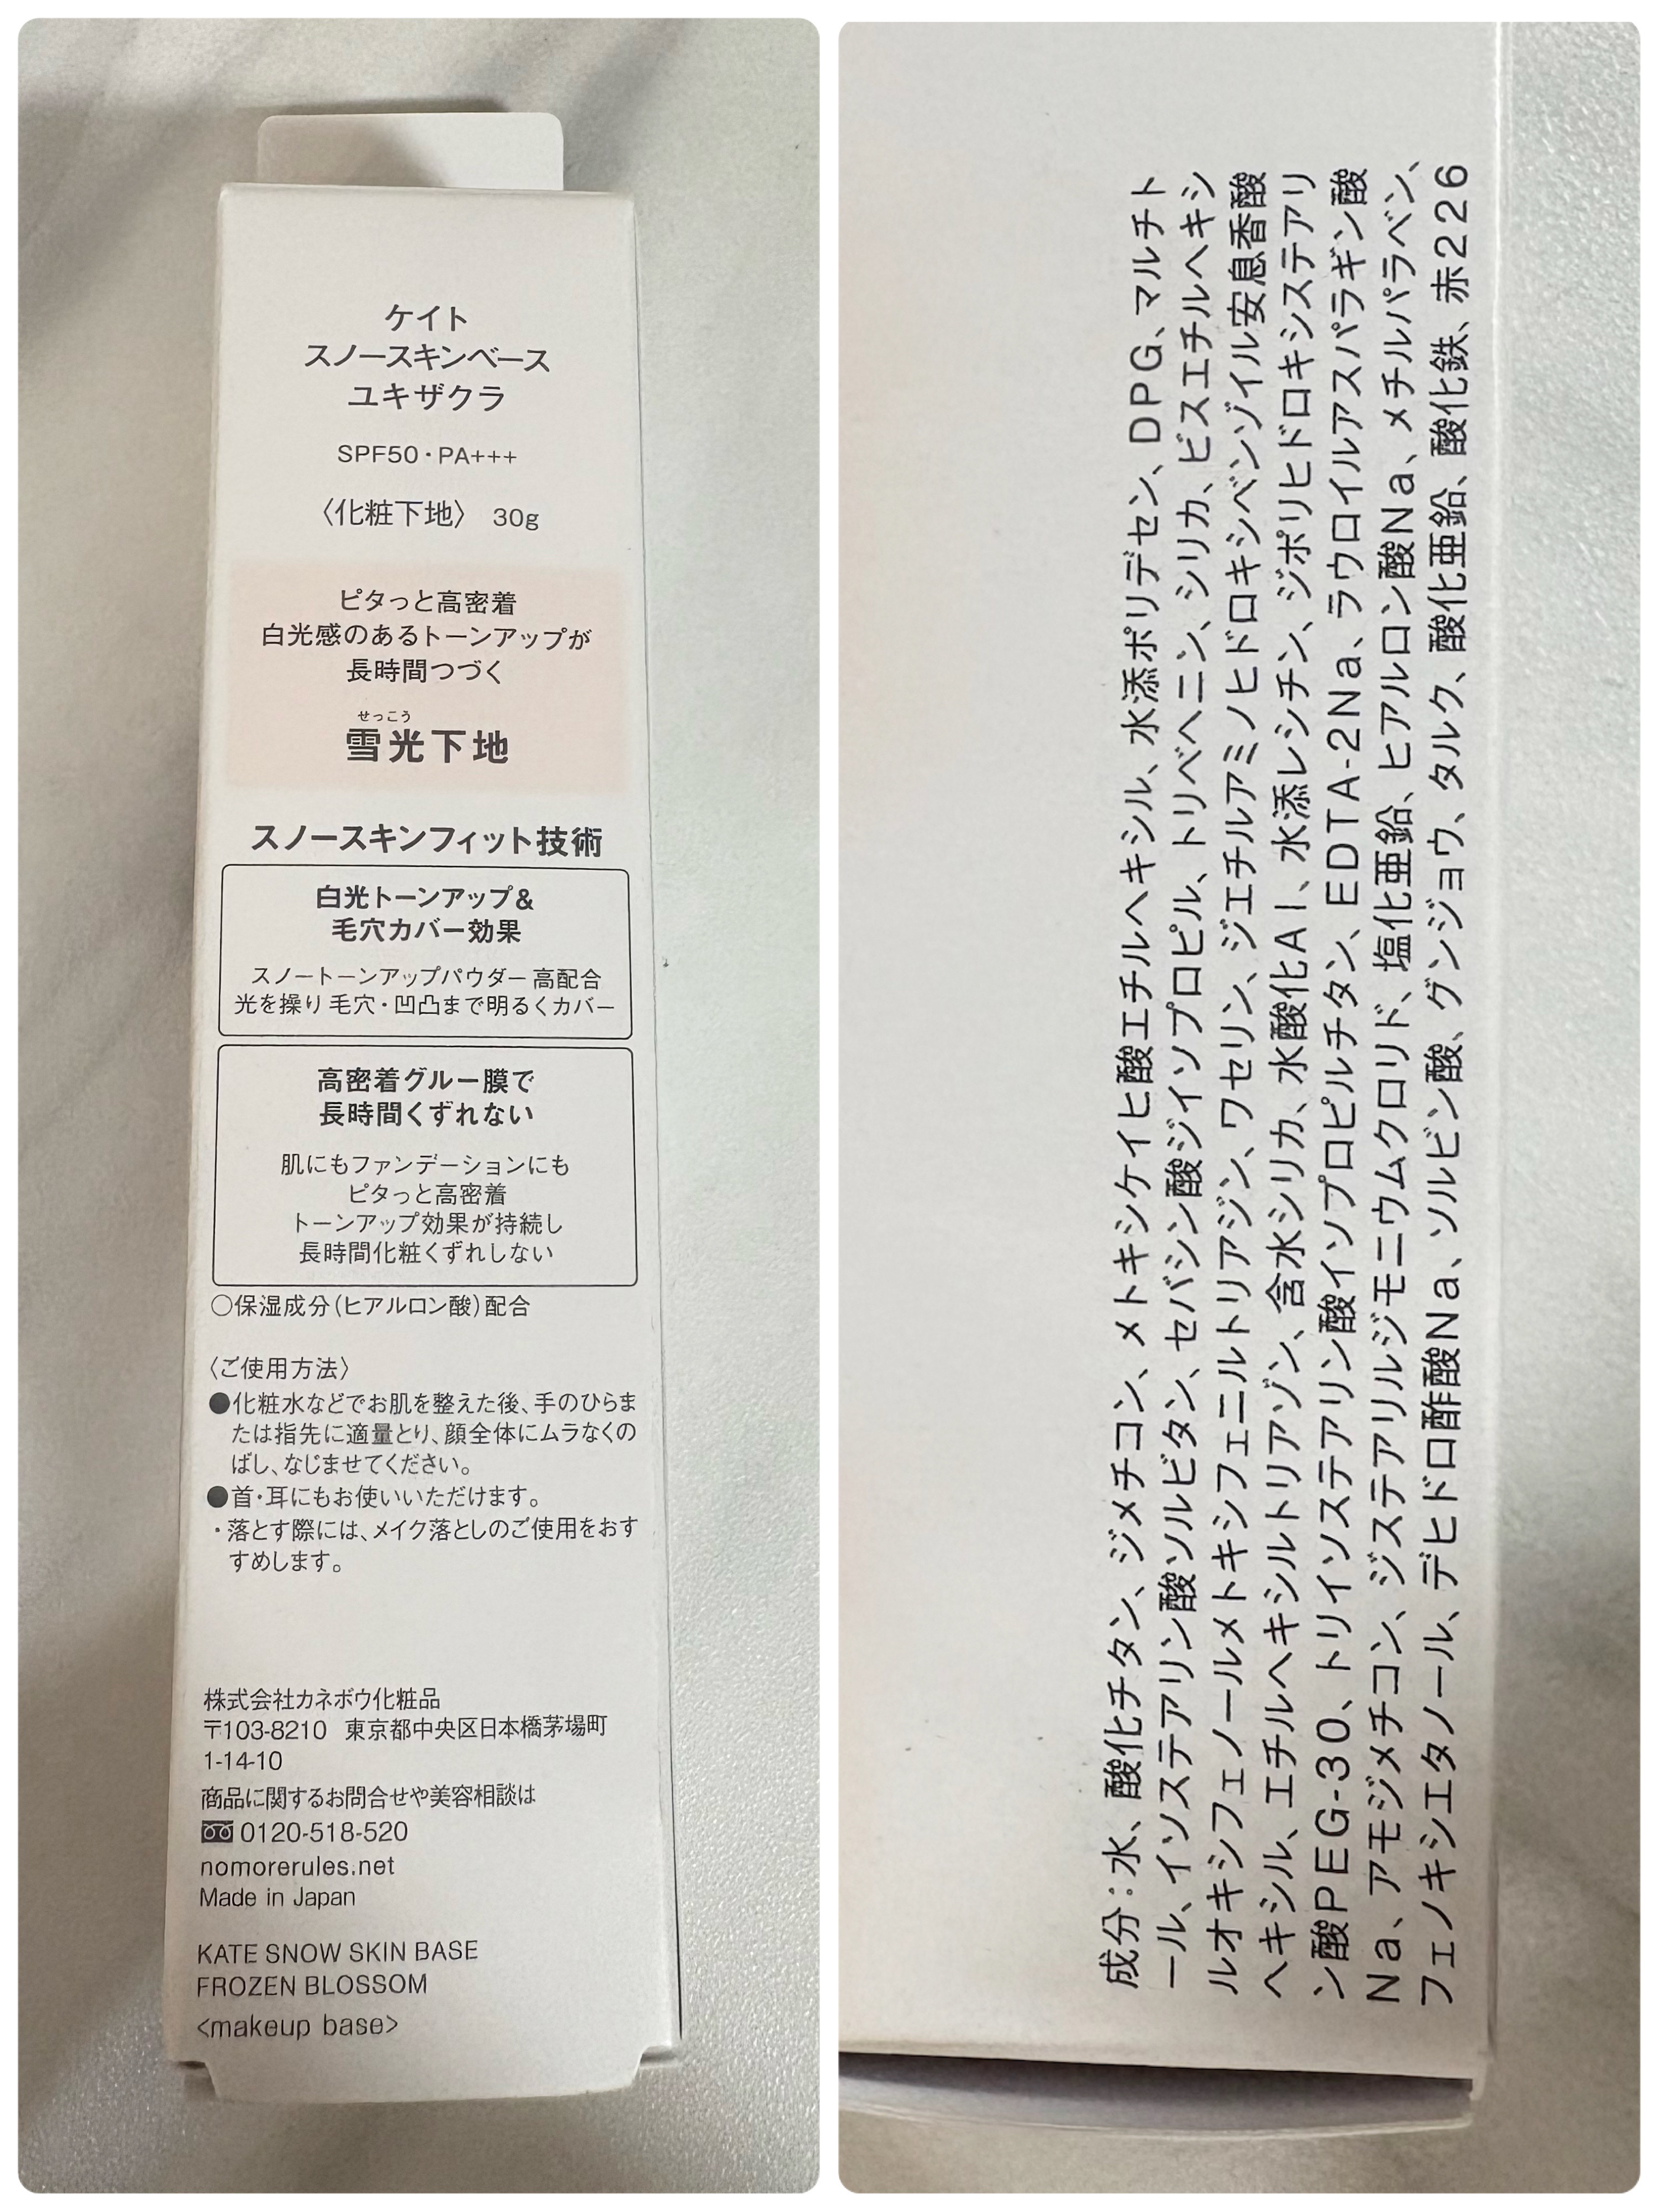 ケイト
スノースキンベース
ユキザクラ
SPF50・PA+++
〈化粧下地〉 30g
ピタっと高密着
白光感のあるトーンアップが
長時間つづく
せっこう
雪光下地
スノースキンフィット技術
白光トーンアップ&
毛穴カバー効果
スノートーンアップパウダー 高配合
光を操り 毛穴・凹凸まで明るくカバー
高密着グルー膜で
長時間くずれない
肌にもファンデーションにも
ピタっと高密着
トーンアップ効果が持続し
長時間化粧くずれしない
○保湿成分(ヒアルロン酸)配合
〈ご使用方法〉
●化粧水などでお肌を整えた後、手のひらま
たは指先に適量とり、顔全体にムラなくの
ばし、なじませてください。
●首・耳にもお使いいただけます。
・落とす際には、メイク落としのご使用をおす
すめします。
株式会社カネボウ化粧品
〒103-8210 東京都中央区日本橋茅場町
1-14-10
商品に関するお問合せや美容相談は
0120-518-520
nomorerules.net
Made in Japan
KATE SNOW SKIN BASE
FROZEN BLOSSOM
<makeup base>
成分:水、酸化チタン、ジメチコン、メトキシケイヒ酸エチルヘキシル、水添ポリデセン、DPG、マルチト
ール、イソステアリン酸ソルビタン、セバシン酸ジイソプロピル、トリベヘニン、シリカ、ビスエチルヘキシ
ルオキシフェノールメトキシフェニルトリアジン、ワセリン、ジエチルアミノヒドロキシベンゾイル安息香酸
ヘキシル、エチルヘキシルトリアゾン、含水シリカ、水酸化Al、水添レシチン、ジポリヒドロキシステアリ
ン酸PEG-30、トリイソステアリン酸イソプロピルチタン、EDTA-2Na、ラウロイルアスパラギン酸
Na、アモジメチコン、ジステアリルジモニウムクロリド、塩化亜鉛、ヒアルロン酸Na、メチルパラベン、
フェノキシエタノール、デヒドロ酢酸Na、ソルビン酸、グンジョウ、タルク、酸化亜鉛、酸化鉄、赤226